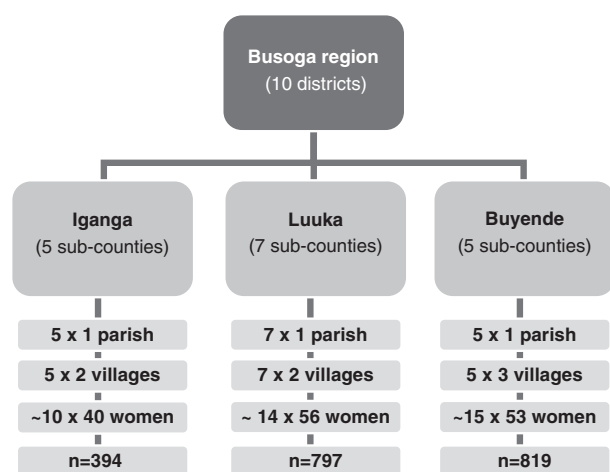 Busoga region
(10 districts)
Iganga
(5 sub-counties)
Luuka
(7 sub-counties)
Buyende
(5 sub-counties)
5 x 1 parish
7 x 1 parish
5 x 1 parish
5 x 2 villages
7 x 2 villages
5 x 3 villages
~10 x 40 women
~ 14 x 56 women
~15 x 53 women
n=394
n=797
n=819